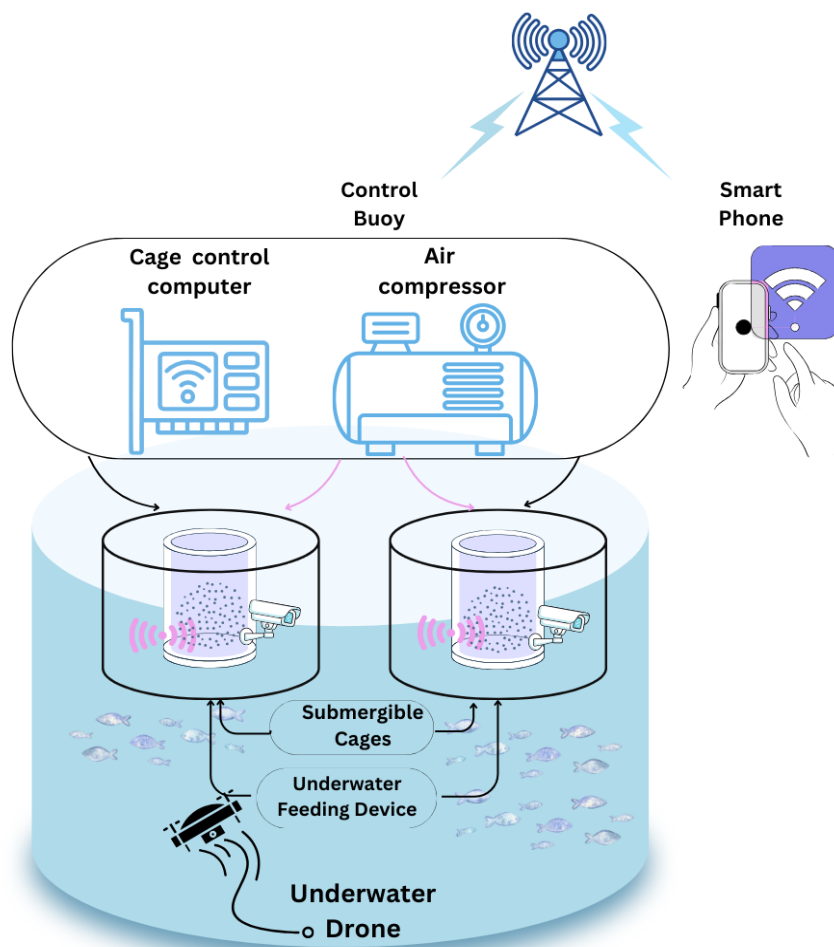 Control
Buoy
Smart
Phone
Cage control
computer
Air
compressor
Submergible
Cages
Underwater
Feeding Device
Underwater
Drone